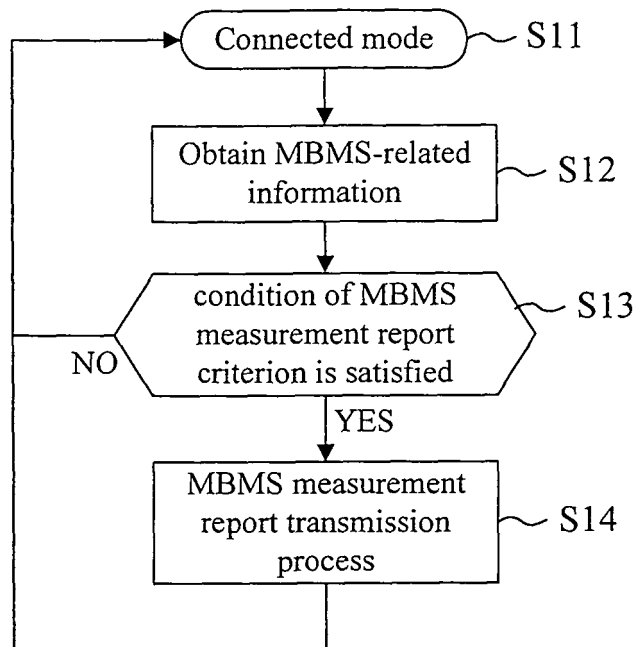 Connected mode
S11
Obtain MBMS-related
information
S12
condition of MBMS
measurement report
criterion is satisfied
S13
NO
YES
MBMS measurement
report transmission
process
S14